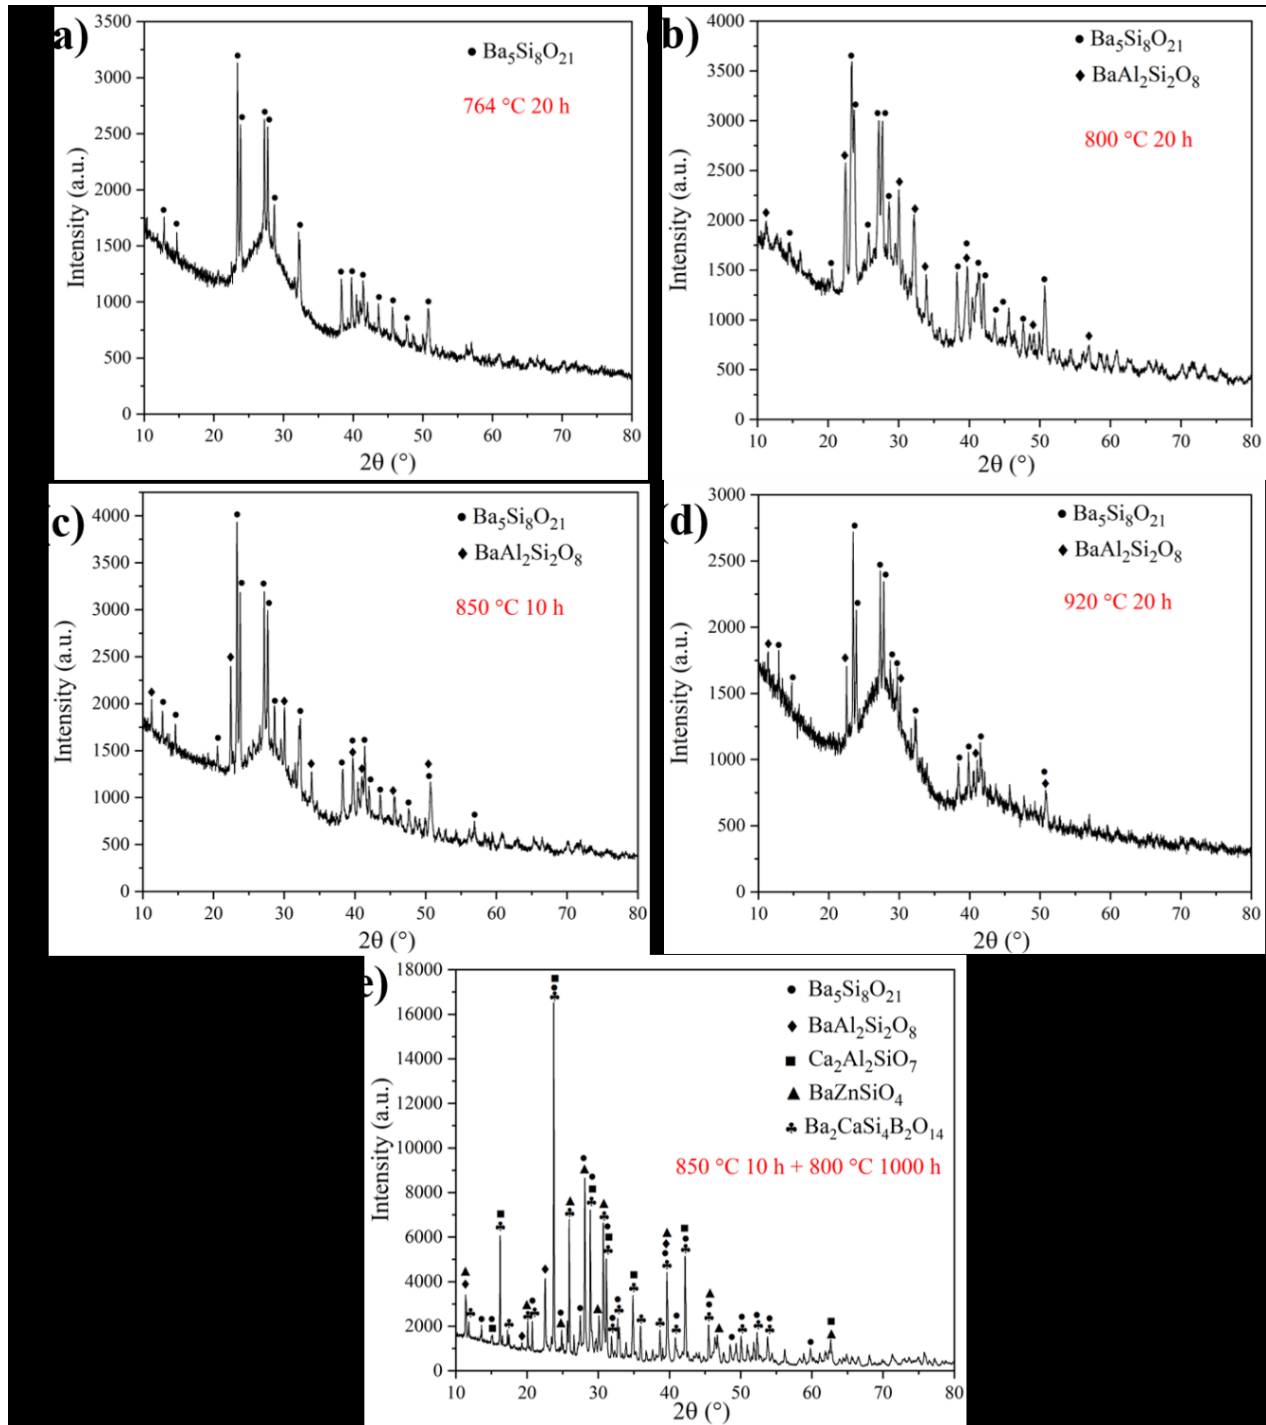 a)
Ba₅Si₈O₂₁
764 °C 20 h
Intensity (a.u.)
3500
3000
2500
2000
1500
1000
500
0
10 20 30 40 50 60 70 80
2θ (°)
(b)
Ba₅Si₈O₂₁
BaAl₂Si₂O₈
800 °C 20 h
Intensity (a.u.)
4000
3500
3000
2500
2000
1500
1000
500
0
10 20 30 40 50 60 70 80
2θ (°)
(c)
Ba₅Si₈O₂₁
BaAl₂Si₂O₈
850 °C 10 h
Intensity (a.u.)
4000
3500
3000
2500
2000
1500
1000
500
0
10 20 30 40 50 60 70 80
2θ (°)
(d)
Ba₅Si₈O₂₁
BaAl₂Si₂O₈
920 °C 20 h
Intensity (a.u.)
3000
2500
2000
1500
1000
500
0
10 20 30 40 50 60 70 80
2θ (°)
e)
Ba₅Si₈O₂₁
BaAl₂Si₂O₈
Ca₂Al₂SiO₇
BaZnSiO₄
Ba₂CaSi₄B₂O₁₄
850 °C 10 h + 800 °C 1000 h
Intensity (a.u.)
18000
16000
14000
12000
10000
8000
6000
4000
2000
0
10 20 30 40 50 60 70 80
2θ (°)